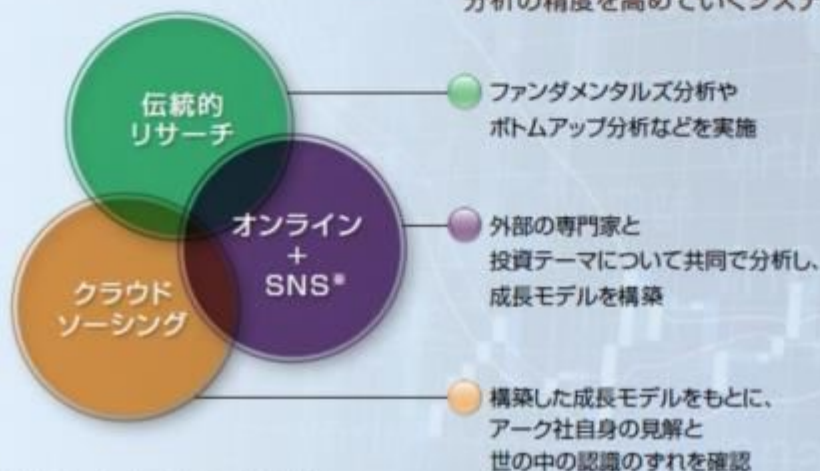 分析の精度を高めていくシステ
伝統的
リサーチ
ファンダメンタルズ分析や
ボトムアップ分析などを実施
オンライン
+
SNS※
外部の専門家と
投資テーマについて共同で分析し、
成長モデルを構築
クラウド
ソーシング
構築した成長モデルをもとに、
アーク社自身の見解と
世の中の認識のずれを確認